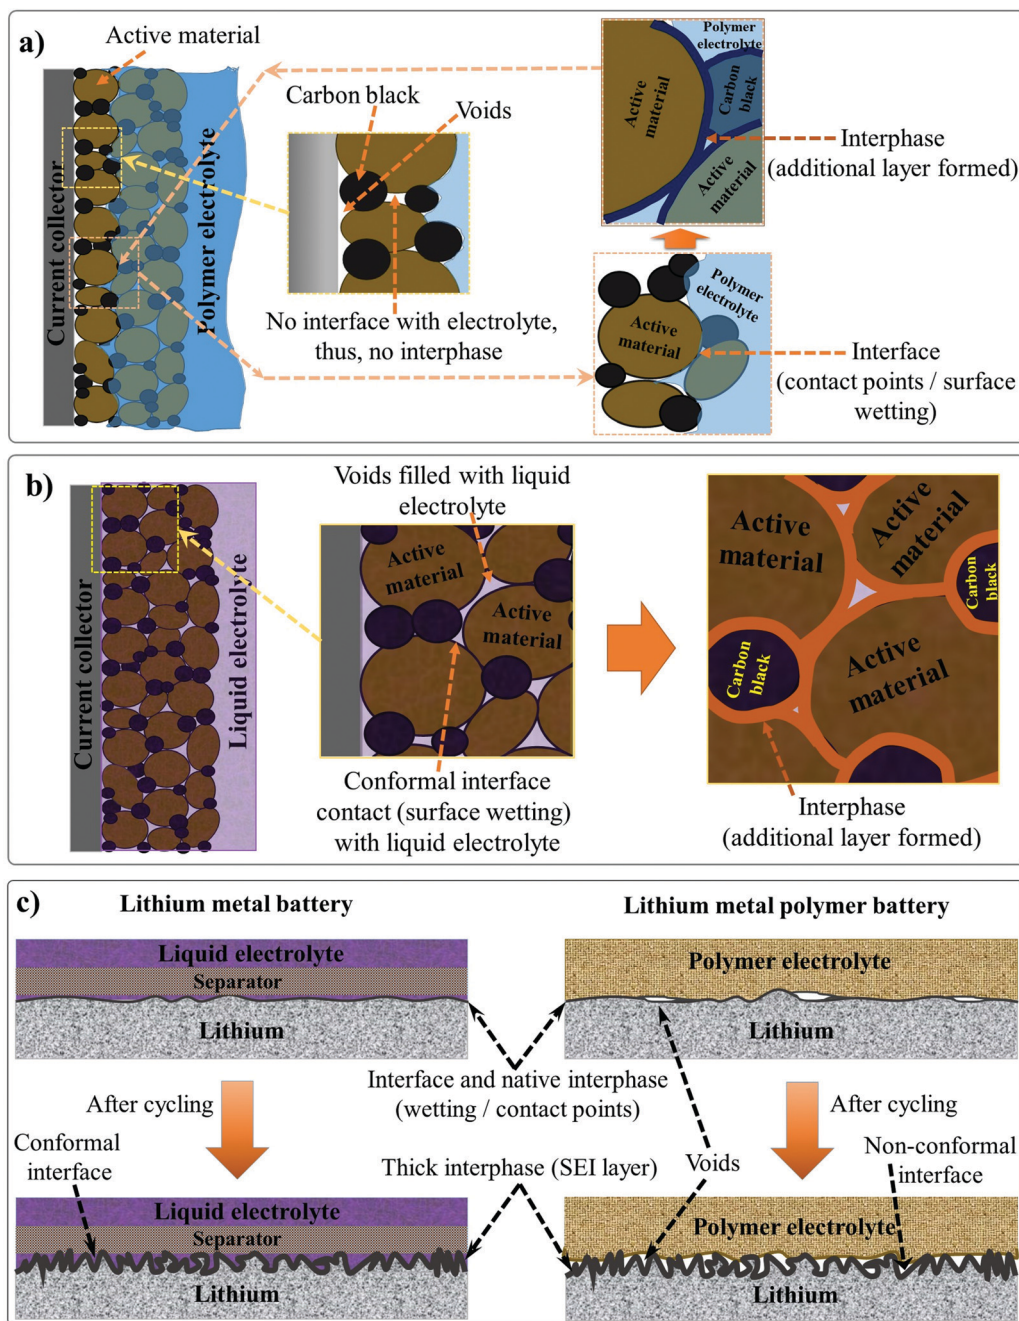 a)
Active material
Current collector
Polymer electrolyte
Carbon black
Voids
No interface with electrolyte,
thus, no interphase
Polymer
electrolyte
Active
material
Carbon
black
Active
material
Interphase
(additional layer formed)
Polymer
electrolyte
Active
material
Interface
(contact points / surface
wetting)
b)
Current collector
Liquid electrolyte
Voids filled with liquid
electrolyte
Active
material
Active
material
Conformal interface
contact (surface wetting)
with liquid electrolyte
Active
material
Active
material
Carbon
black
Carbon
black
Active
material
Interphase
(additional layer formed)
c)
Lithium metal battery
Lithium metal polymer battery
Liquid electrolyte
Separator
Lithium
Polymer electrolyte
Lithium
Interface and native interphase
(wetting / contact points)
After cycling
After cycling
Conformal
interface
Thick interphase (SEI layer)
Voids
Non-conformal
interface
Liquid electrolyte
Separator
Lithium
Polymer electrolyte
Lithium